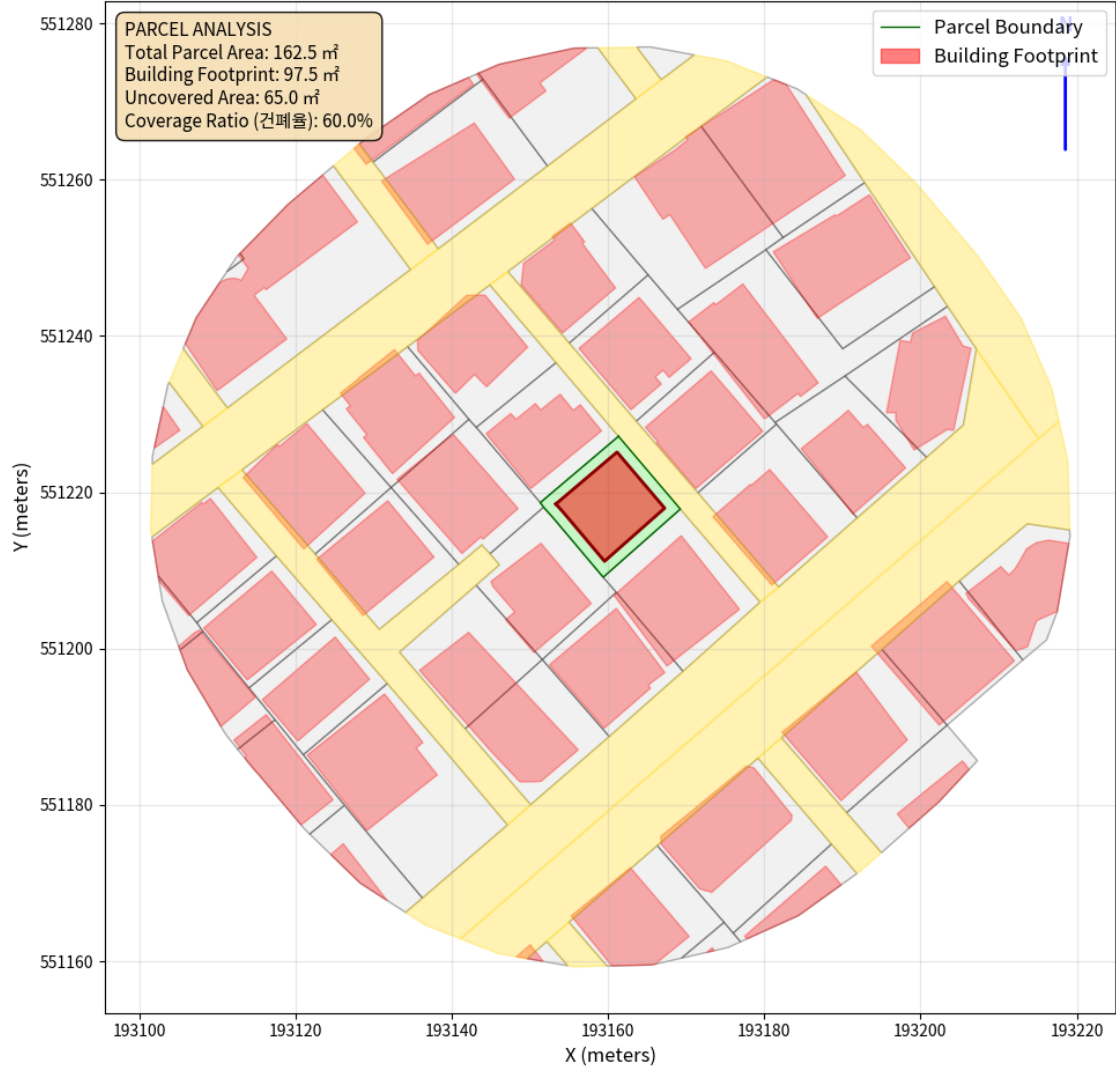 PARCEL ANALYSIS
Total Parcel Area: 162.5 ㎡
Building Footprint: 97.5 ㎡
Uncovered Area: 65.0 ㎡
Coverage Ratio (건폐율): 60.0%
Parcel Boundary
Building Footprint
N
551280
551260
551240
551220
551200
551180
551160
Y (meters)
193100
193120
193140
193160
193180
193200
193220
X (meters)